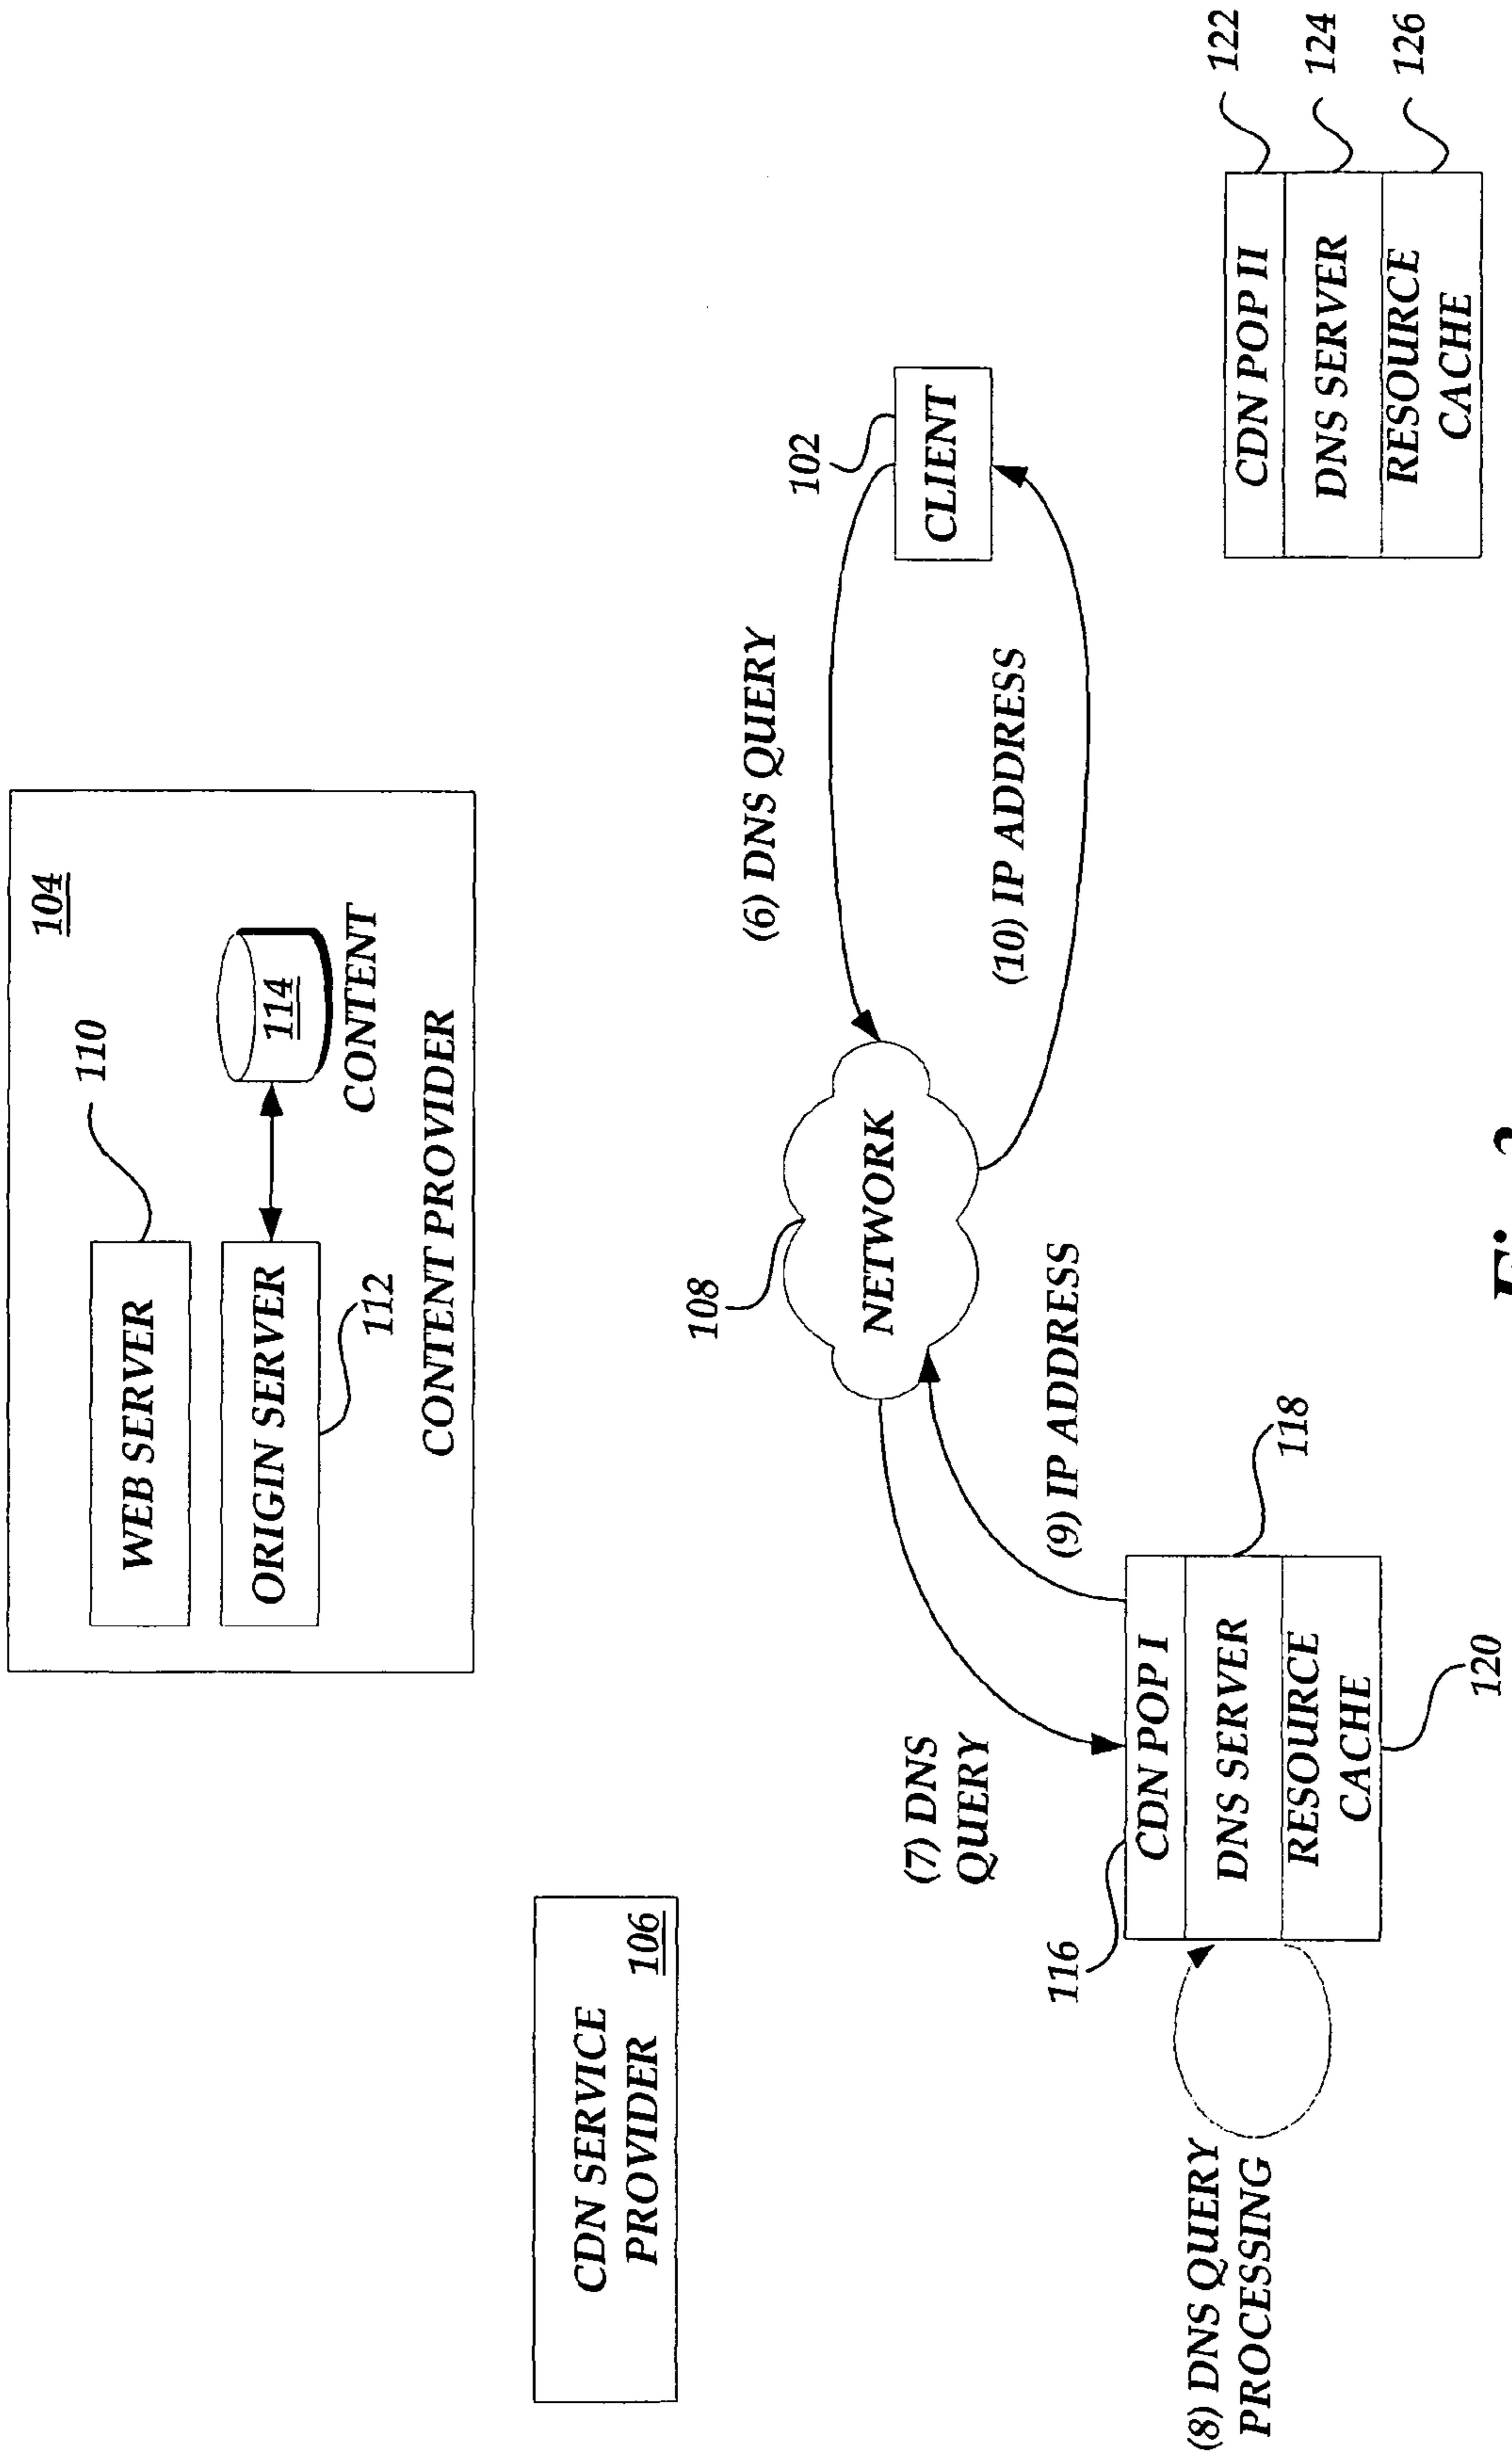 104
110
WEB SERVER
ORIGIN SERVER
112
114
CONTENT
CONTENT PROVIDER
CDN SERVICE
PROVIDER
106
108
NETWORK
(6) DNS QUERY
102
CLIENT
(10) IP ADDRESS
(7) DNS
QUERY
(9) IP ADDRESS
116
CDN POP I
DNS SERVER
118
RESOURCE
CACHE
120
(8) DNS QUERY
PROCESSING
CDN POP II
122
DNS SERVER
124
RESOURCE
CACHE
126